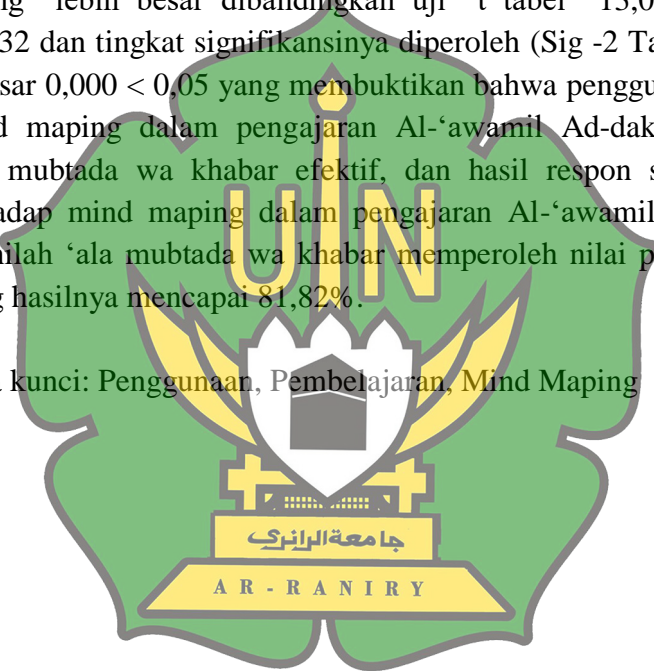 lebih besar dibandingkan uji t tabel 15,0
32 dan tingkat signifikansinya diperoleh (Sig -2 Ta
sar 0,000 < 0,05 yang membuktikan bahwa penggu
d maping dalam pengajaran Al-‘awamil Ad-dak
mubtada wa khabar efektif, dan hasil respon s
adap mind maping dalam pengajaran Al-‘awamil
nilah ‘ala mubtada wa khabar memperoleh nilai p
g hasilnya mencapai 81,82%.
kunci: Penggunaan, Pembelajaran, Mind Maping
UIN
جامعة الرانري
AR-RANIRY